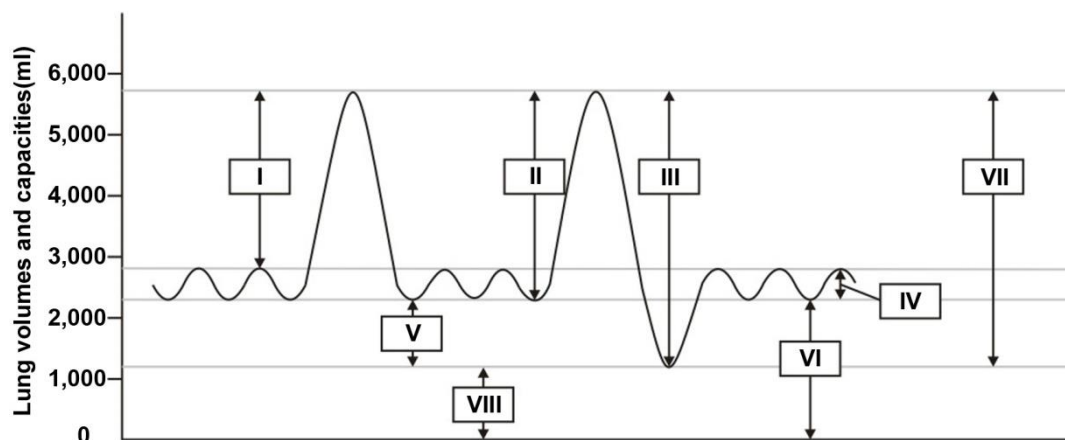 Lung volumes and capacities(ml)
6,000
5,000
4,000
3,000
2,000
1,000
0
I
II
III
VII
IV
V
VI
VIII